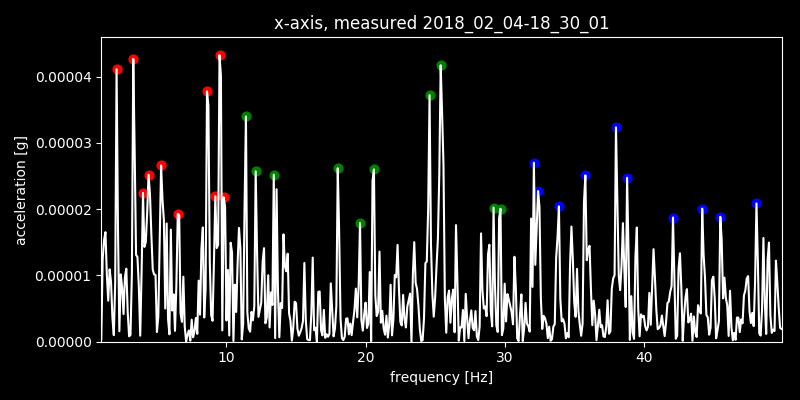 x-axis, measured 2018_02_04-18_30_01
acceleration [g]
0.00004
0.00003
0.00002
0.00001
0.00000
10 20 30 40
frequency [Hz]